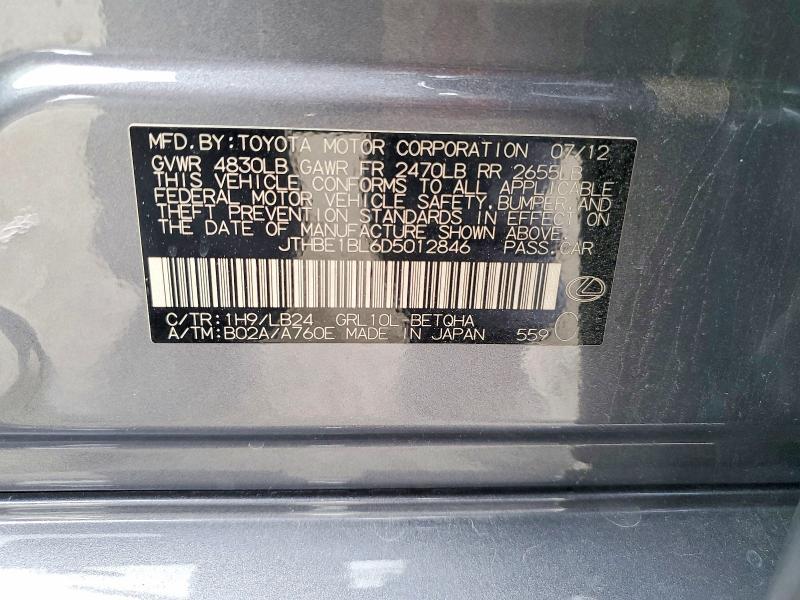 MFD. BY: TOYOTA MOTOR CORPORATION 07/12
GVWR 4830LB GAWR FR 2470LB RR 2655LB
THIS VEHICLE CONFORMS TO ALL APPLICABLE
FEDERAL MOTOR VEHICLE SAFETY, BUMPER, AND
THEFT PREVENTION STANDARDS IN EFFECT ON
THE DATE OF MANUFACTURE SHOWN ABOVE.
JTHBE1BL6D5012846 PASS. CAR
C/TR: 1H9/LB24 GRL10L-BETQHA
A/TM: B02A/A760E MADE IN JAPAN 559